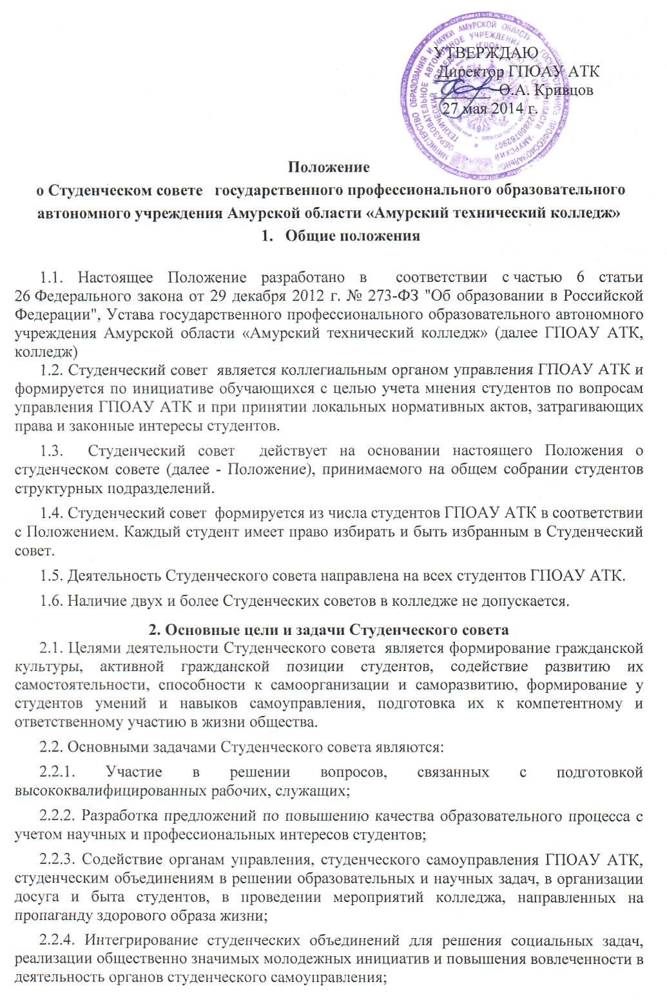 УТВЕРЖДАЮ
Директор ГПОАУ АТК
О.А. Кривцов
27 мая 2014 г.
Положение
о Студенческом совете государственного профессионального образовательного
автономного учреждения Амурской области «Амурский технический колледж»
1. Общие положения
1.1. Настоящее Положение разработано в соответствии с частью 6 статьи
26 Федерального закона от 29 декабря 2012 г. № 273-ФЗ "Об образовании в Российской
Федерации", Устава государственного профессионального образовательного автономного
учреждения Амурской области «Амурский технический колледж» (далее ГПОАУ АТК,
колледж)
1.2. Студенческий совет является коллегиальным органом управления ГПОАУ АТК и
формируется по инициативе обучающихся с целью учета мнения студентов по вопросам
управления ГПОАУ АТК и при принятии локальных нормативных актов, затрагивающих
права и законные интересы студентов.
1.3. Студенческий совет действует на основании настоящего Положения о
студенческом совете (далее - Положение), принимаемого на общем собрании студентов
структурных подразделений.
1.4. Студенческий совет формируется из числа студентов ГПОАУ АТК в соответствии
с Положением. Каждый студент имеет право избирать и быть избранным в Студенческий
совет.
1.5. Деятельность Студенческого совета направлена на всех студентов ГПОАУ АТК.
1.6. Наличие двух и более Студенческих советов в колледже не допускается.
2. Основные цели и задачи Студенческого совета
2.1. Целями деятельности Студенческого совета является формирование гражданской
культуры, активной гражданской позиции студентов, содействие развитию их
самостоятельности, способности к самоорганизации и саморазвитию, формирование у
студентов умений и навыков самоуправления, подготовка их к компетентному и
ответственному участию в жизни общества.
2.2. Основными задачами Студенческого совета являются:
2.2.1. Участие в решении вопросов, связанных с подготовкой
высококвалифицированных рабочих, служащих;
2.2.2. Разработка предложений по повышению качества образовательного процесса с
учетом научных и профессиональных интересов студентов;
2.2.3. Содействие органам управления, студенческого самоуправления ГПОАУ АТК,
студенческим объединениям в решении образовательных и научных задач, в организации
досуга и быта студентов, в проведении мероприятий колледжа, направленных на
пропаганду здорового образа жизни;
2.2.4. Интегрирование студенческих объединений для решения социальных задач,
реализации общественно значимых молодежных инициатив и повышения вовлеченности в
деятельность органов студенческого самоуправления;